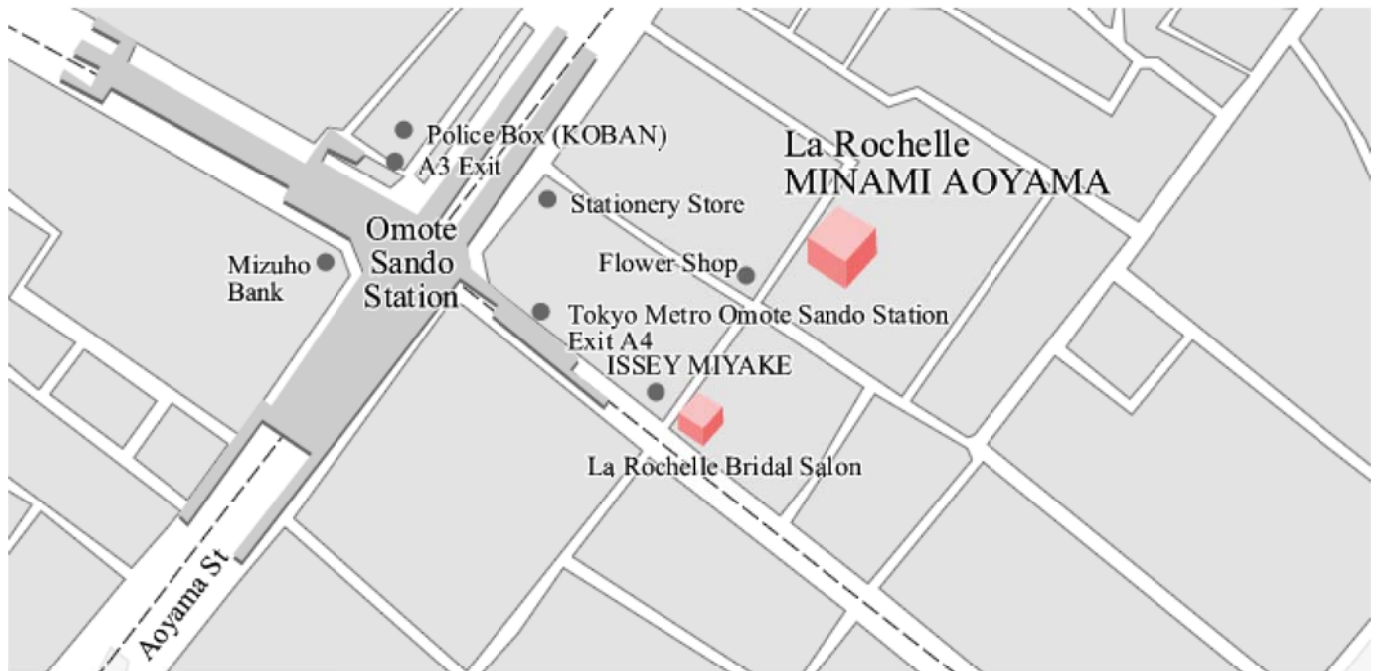 La Rochelle
MINAMI AOYAMA
Police Box (KOBAN)
A3 Exit
Stationery Store
Omote
Sando
Station
Mizuho
Bank
Flower Shop
Tokyo Metro Omote Sando Station
Exit A4
ISSEY MIYAKE
La Rochelle Bridal Salon
Aoyama St